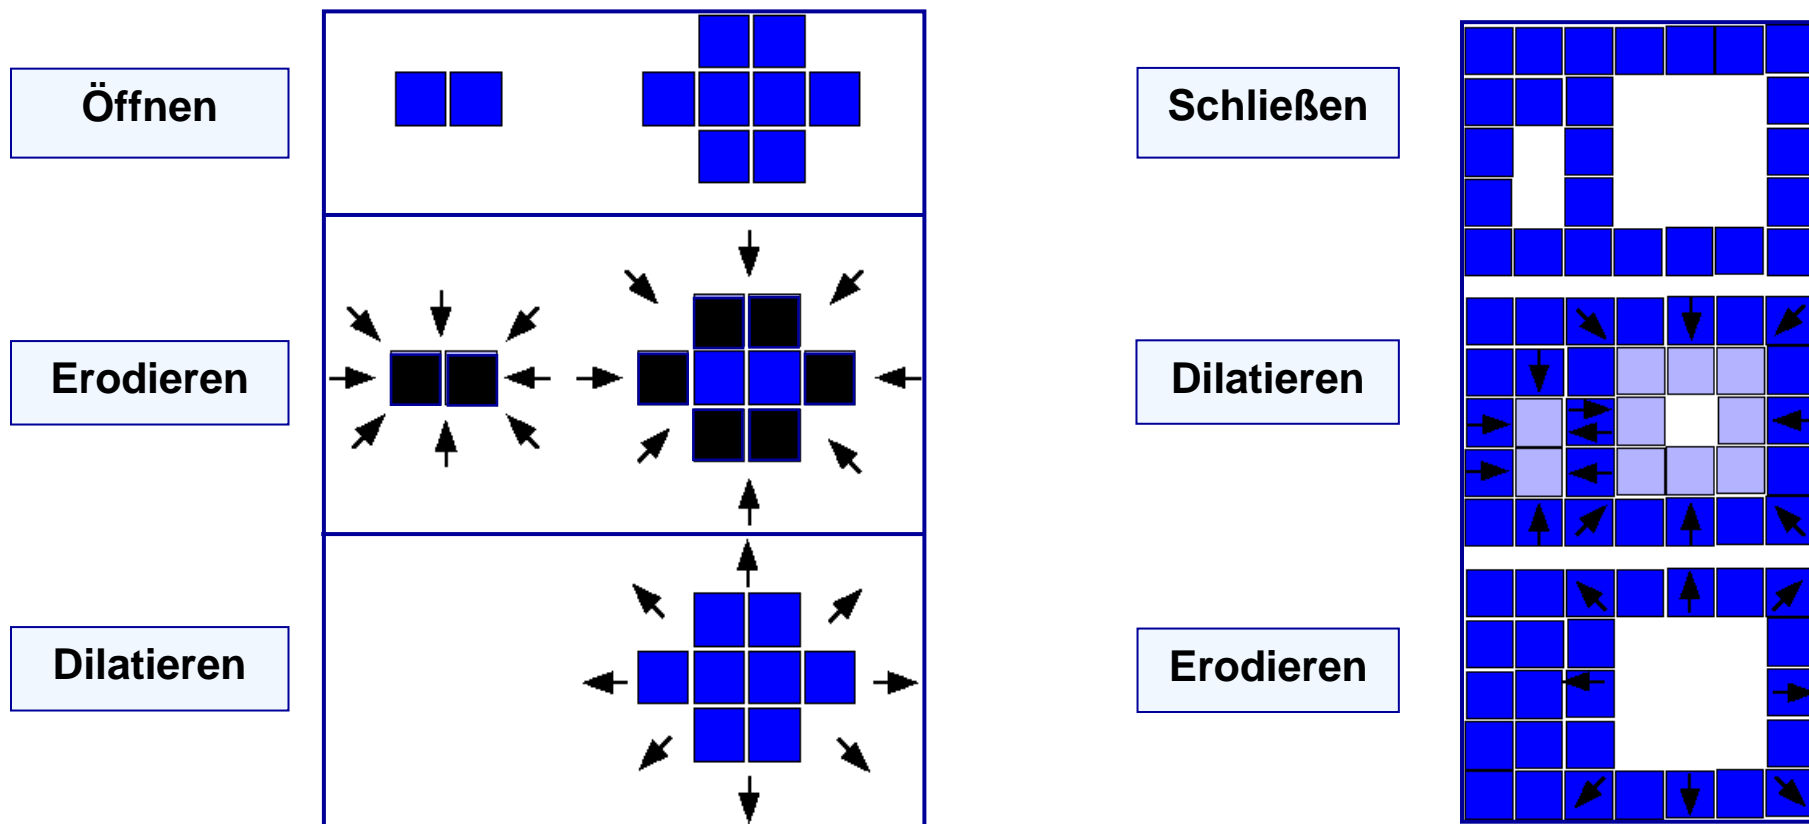 Öffnen
Erodieren
Dilatieren
Schließen
Dilatieren
Erodieren